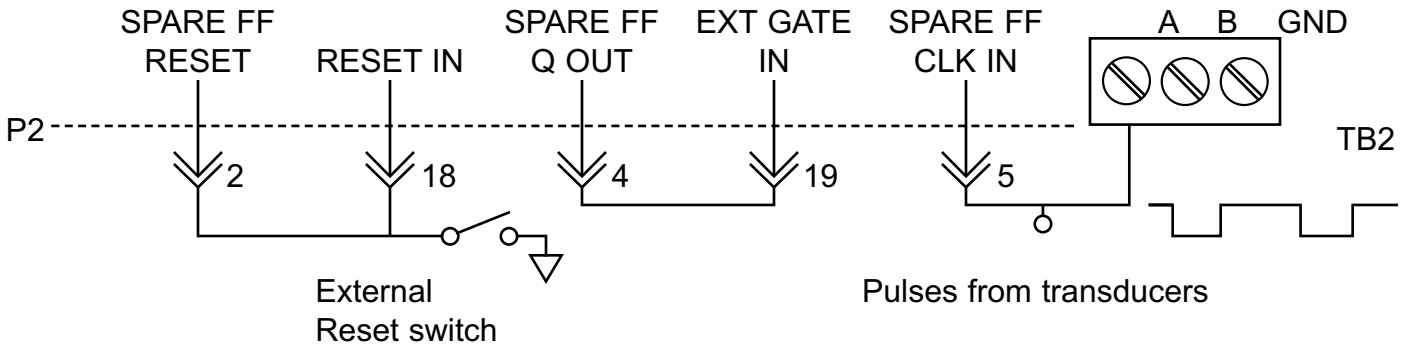 SPARE FF
RESET
RESET IN
SPARE FF
Q OUT
EXT GATE
IN
SPARE FF
CLK IN
A B GND
P2
TB2
2
18
4
19
5
External
Reset switch
Pulses from transducers